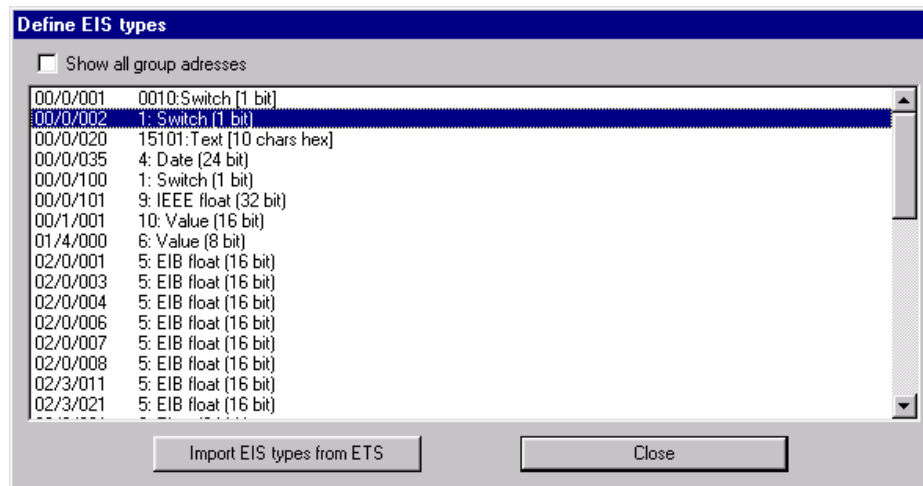 Define EIS types
Show all group adresses
00/0/001 0010:Switch [1 bit]
00/0/002 1: Switch (1 bit)
00/0/020 15101:Text [10 chars hex]
00/0/035 4: Date (24 bit)
00/0/100 1: Switch (1 bit)
00/0/101 9: IEEE float (32 bit)
00/1/001 10: Value (16 bit)
01/4/000 6: Value (8 bit)
02/0/001 5: EIB float (16 bit)
02/0/003 5: EIB float (16 bit)
02/0/004 5: EIB float (16 bit)
02/0/006 5: EIB float (16 bit)
02/0/007 5: EIB float (16 bit)
02/0/008 5: EIB float (16 bit)
02/3/011 5: EIB float (16 bit)
02/3/021 5: EIB float (16 bit)
Import EIS types from ETS Close